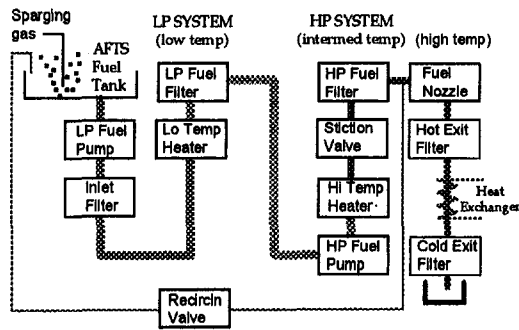 Sparging
gas
AFTS
Fuel
Tank
LP SYSTEM
(low temp)
HP SYSTEM
(intermed temp)
(high temp)
LP Fuel
Pump
Inlet
Filter
LP Fuel
Filter
Lo Temp
Heater
HP Fuel
Filter
Stiction
Valve
Hi Temp
Heater
HP Fuel
Pump
Fuel
Nozzle
Hot Exit
Filter
Heat
Exchanger
Cold Exit
Filter
Recircln
Valve